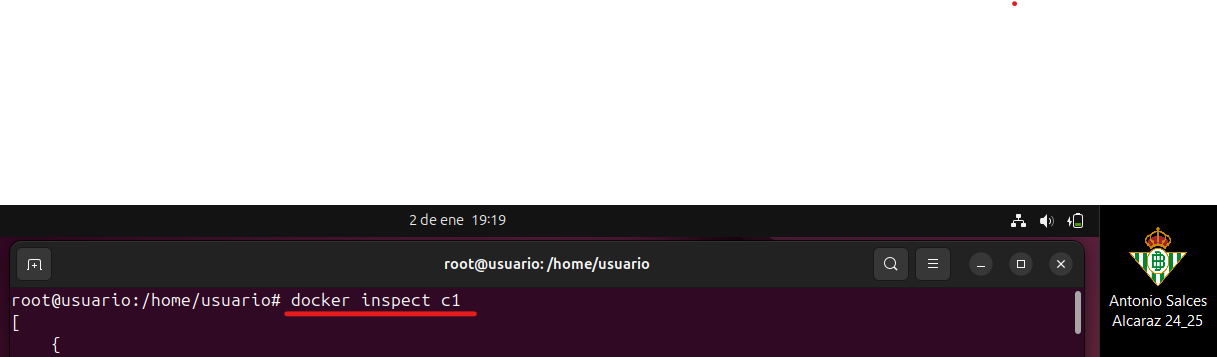 2 de ene 19:19
root@usuario: /home/usuario
root@usuario:/home/usuario# docker inspect c1
[
{
Antonio Salces
Alcaraz 24_25